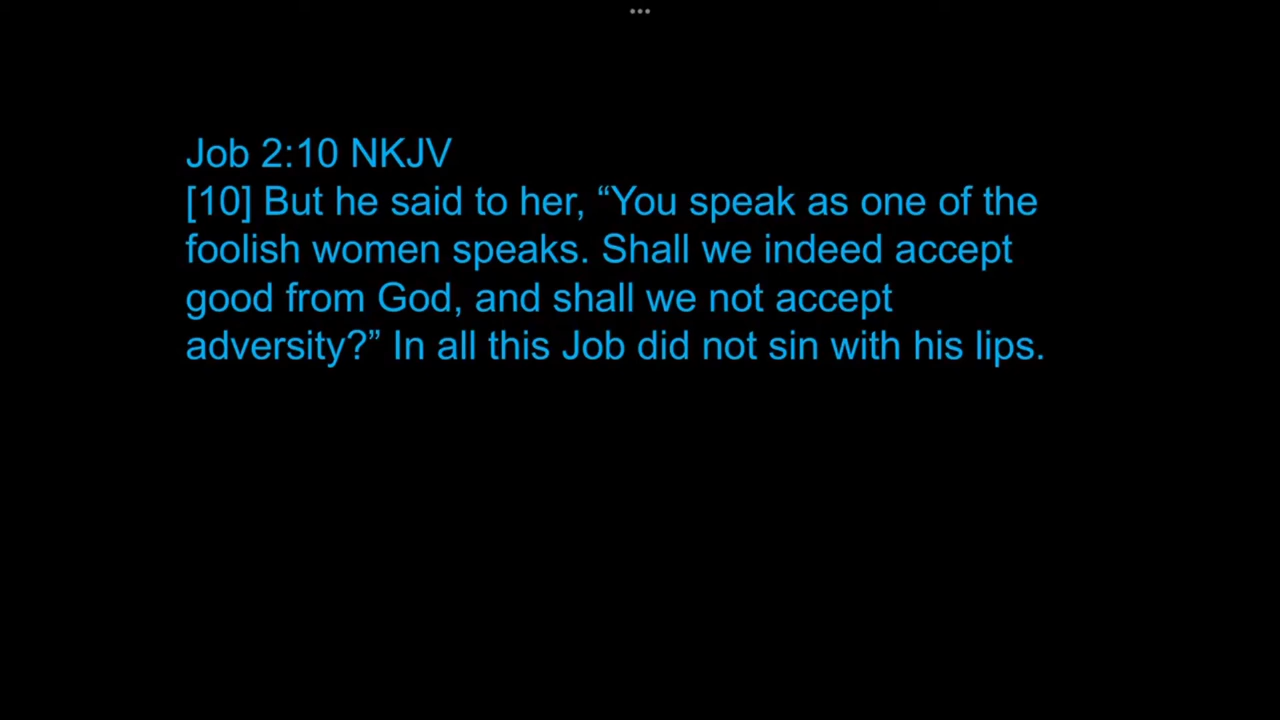 Job 2:10 NKJV
[10] But he said to her, “You speak as one of the
foolish women speaks. Shall we indeed accept
good from God, and shall we not accept
adversity?” In all this Job did not sin with his lips.